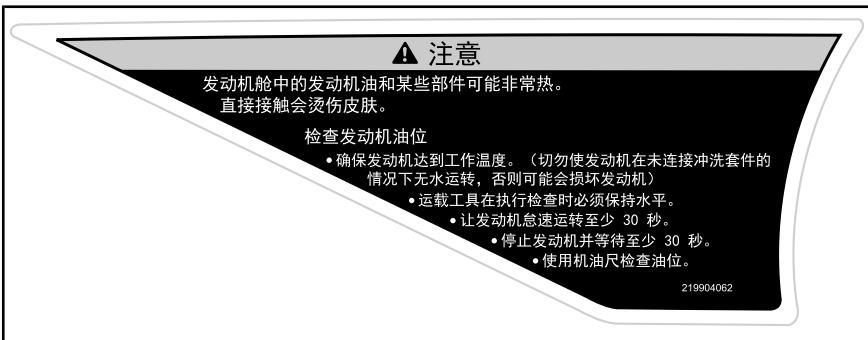 注意
发动机舱中的发动机油和某些部件可能非常热。
直接接触会烫伤皮肤。
检查发动机油位
•确保发动机达到工作温度。（切勿使发动机在未连接冲洗套件的
情况下无水运转，否则可能会损坏发动机）
•运载工具在执行检查时必须保持水平。
•让发动机怠速运转至少 30 秒。
•停止发动机并等待至少 30 秒。
•使用机油尺检查油位。
219904062